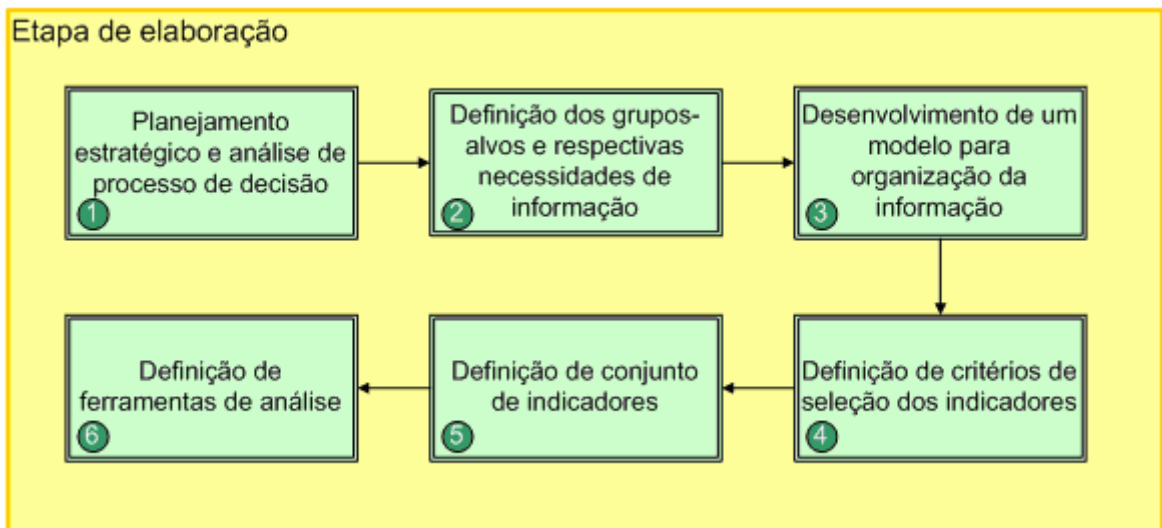 Etapa de elaboração
Planejamento
estratégico e análise de
processo de decisão
1
Definição dos grupos-
alvos e respectivas
necessidades de
informação
2
Desenvolvimento de um
modelo para
organização da
informação
3
Definição de critérios de
seleção dos indicadores
4
Definição de conjunto
de indicadores
5
Definição de
ferramentas de análise
6